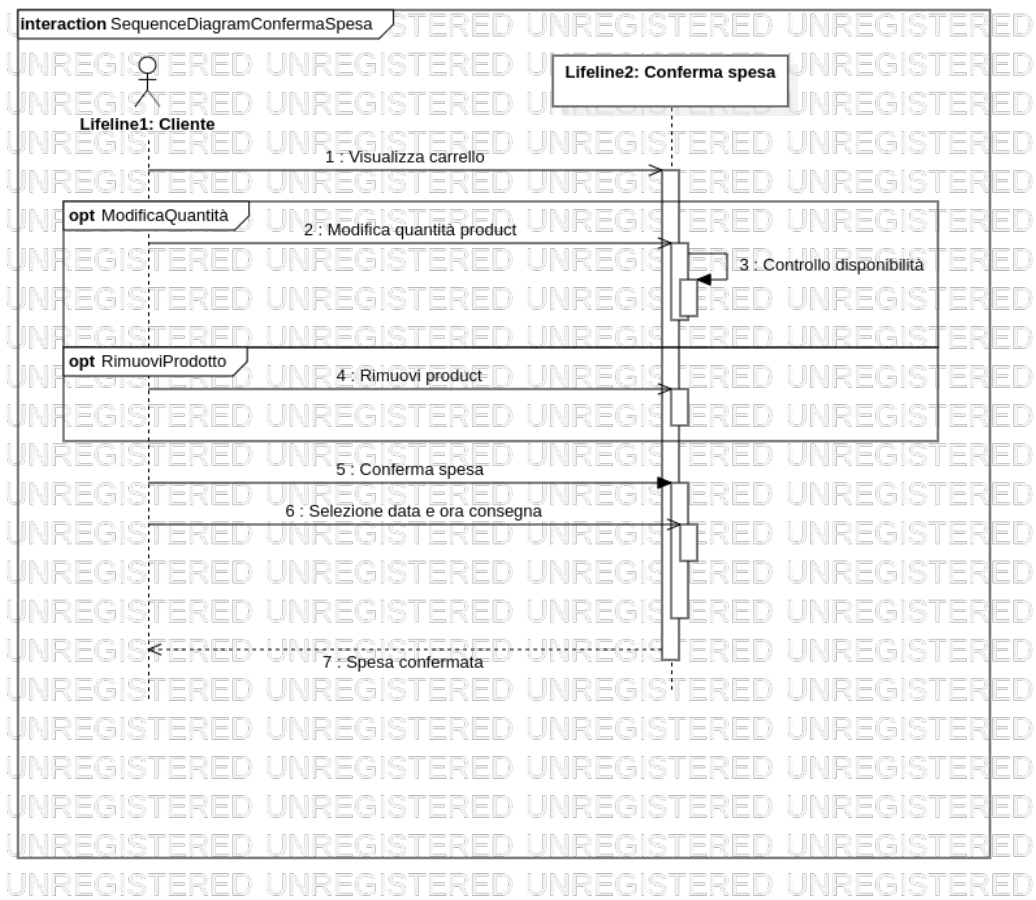 interaction SequenceDiagramConfermaSpesa
Lifeline1: Cliente
Lifeline2: Conferma spesa
1 : Visualizza carrello
opt ModificaQuantità
2 : Modifica quantità product
3 : Controllo disponibilità
opt RimuoviProdotto
4 : Rimuovi product
5 : Conferma spesa
6 : Selezione data e ora consegna
7 : Spesa confermata
UNREGISTERED UNREGISTERED UNREGISTERED UNREGISTERED